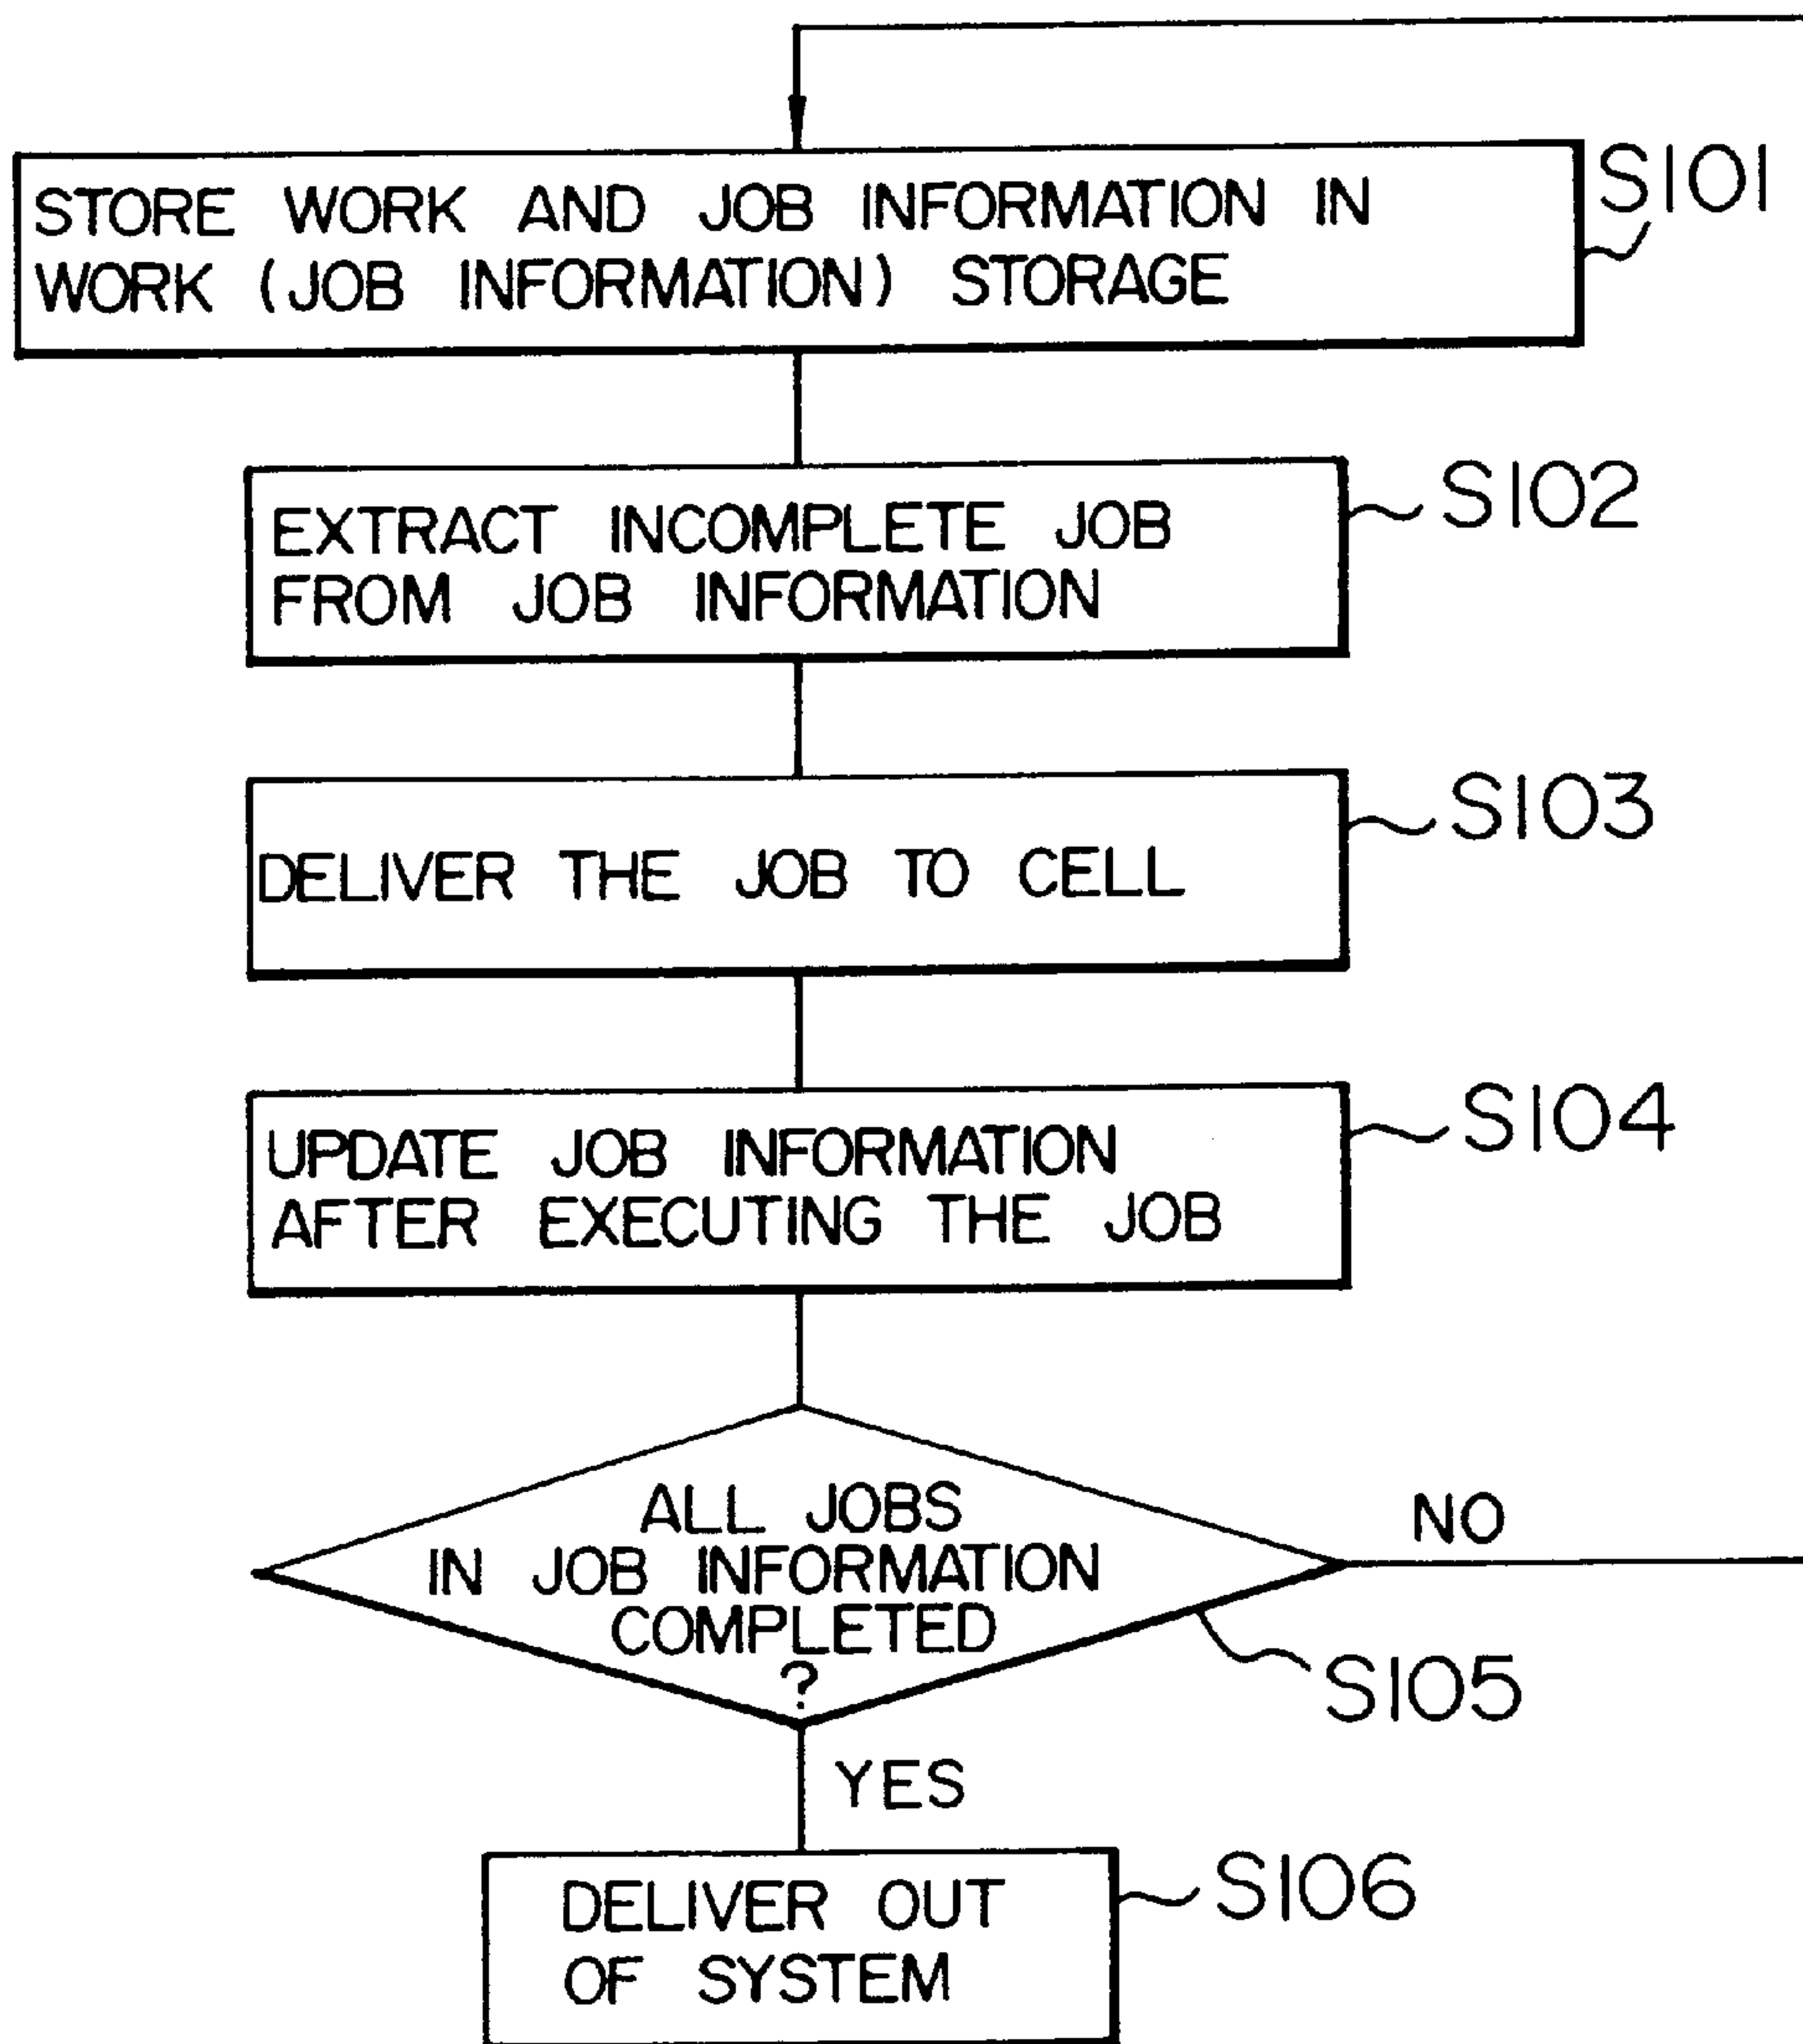 STORE WORK AND JOB INFORMATION IN
WORK (JOB INFORMATION) STORAGE
S101
EXTRACT INCOMPLETE JOB
FROM JOB INFORMATION
S102
DELIVER THE JOB TO CELL
S103
UPDATE JOB INFORMATION
AFTER EXECUTING THE JOB
S104
ALL JOBS
IN JOB INFORMATION
COMPLETED
?
NO
S105
YES
DELIVER OUT
OF SYSTEM
S106